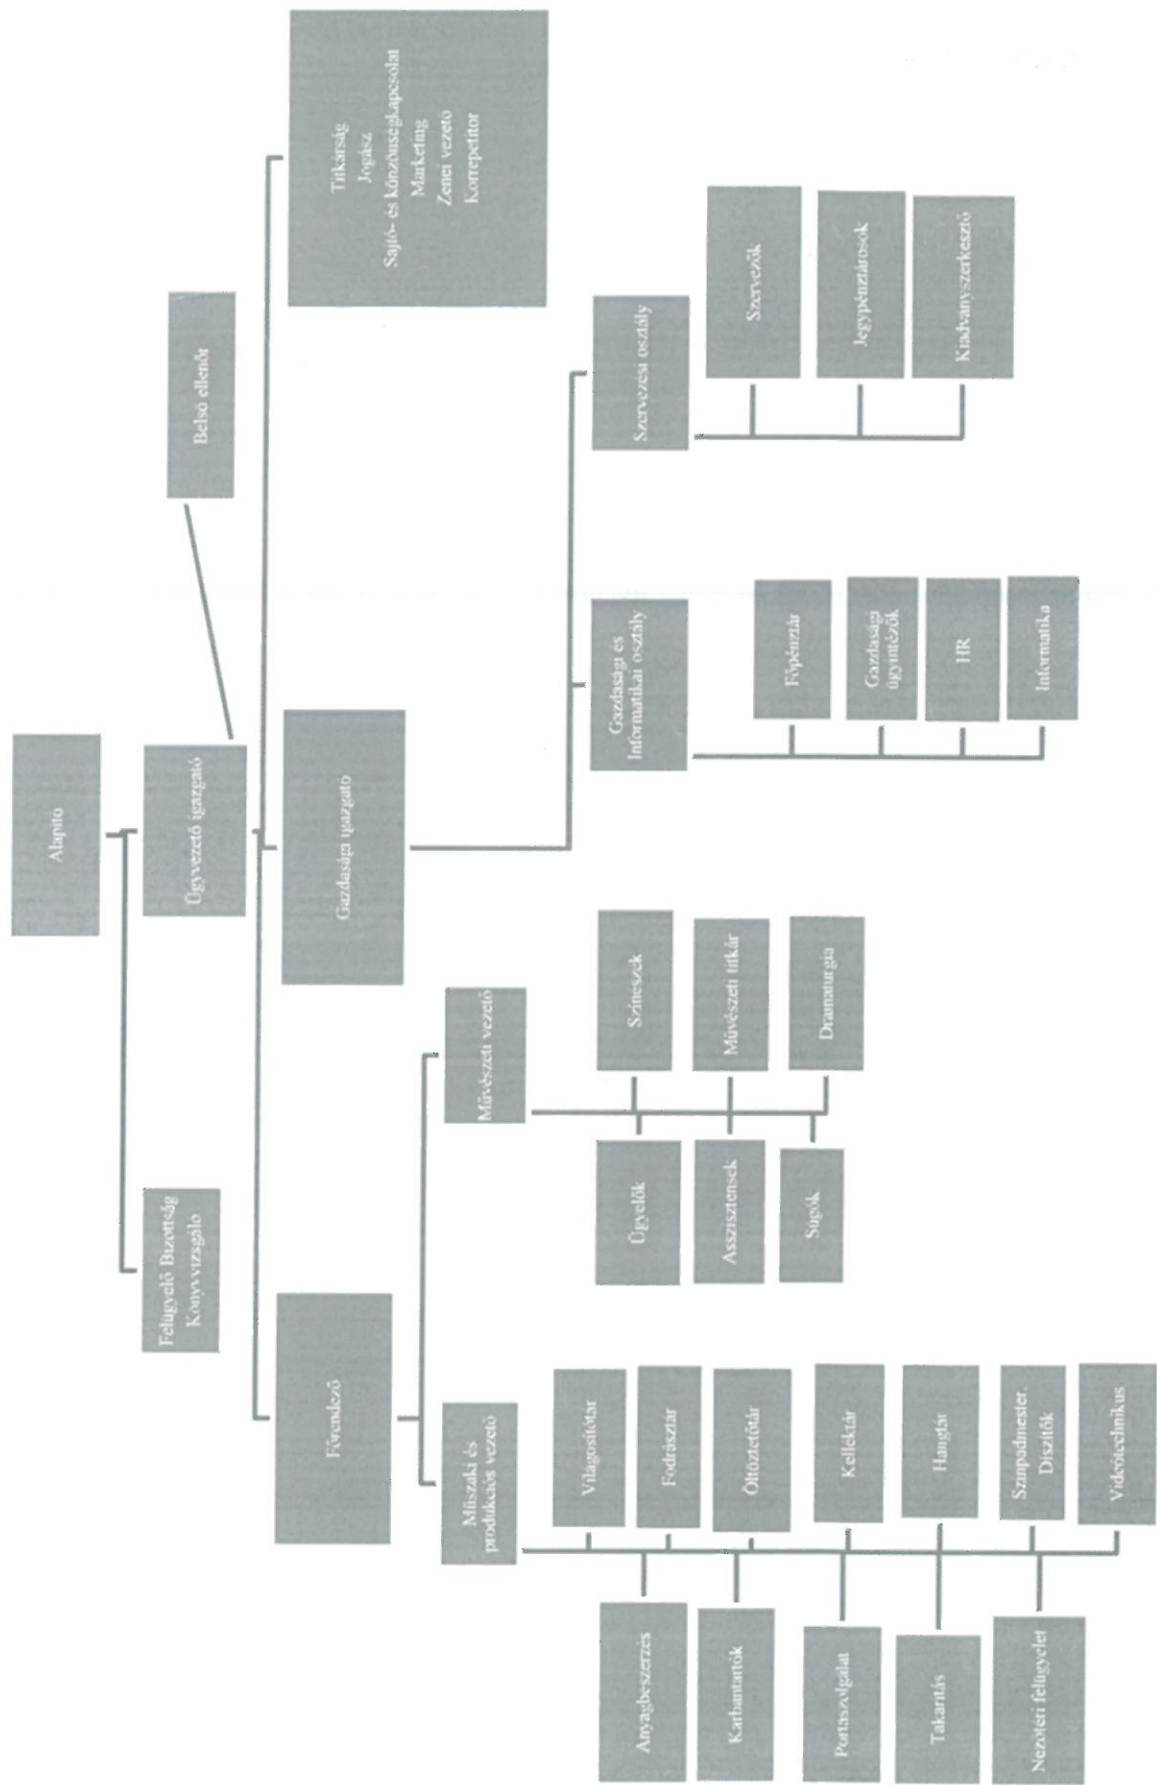 Alapító
Felügyelő Bizottság
Könyvvizsgáló
Ügyvezető igazgató
Belső ellenőr
Főrendező
Gazdasági igazgató
Titkárság
Jogász
Sajtó- és közönségkapcsolat
Marketing
Zenei vezető
Korrepetitor
Műszaki és
produkciós vezető
Művészeti vezető
Gazdasági és
Informatikai osztály
Szervezési osztály
Anyagbeszerzés
Karbantartók
Portaszolgálat
Takarítás
Nézőtéri felügyelet
Világosítótár
Fodrásztár
Öltöztetőtár
Kelléktár
Hangtár
Színpadmester,
Díszítők
Videótechnikus
Ügyelők
Asszisztensek
Súgók
Színészek
Művészeti titkár
Dramaturgia
Főpénztár
Gazdasági
ügyintézők
HR
Informatika
Szervezők
Jegypénztárosok
Kiadványszerkesztő